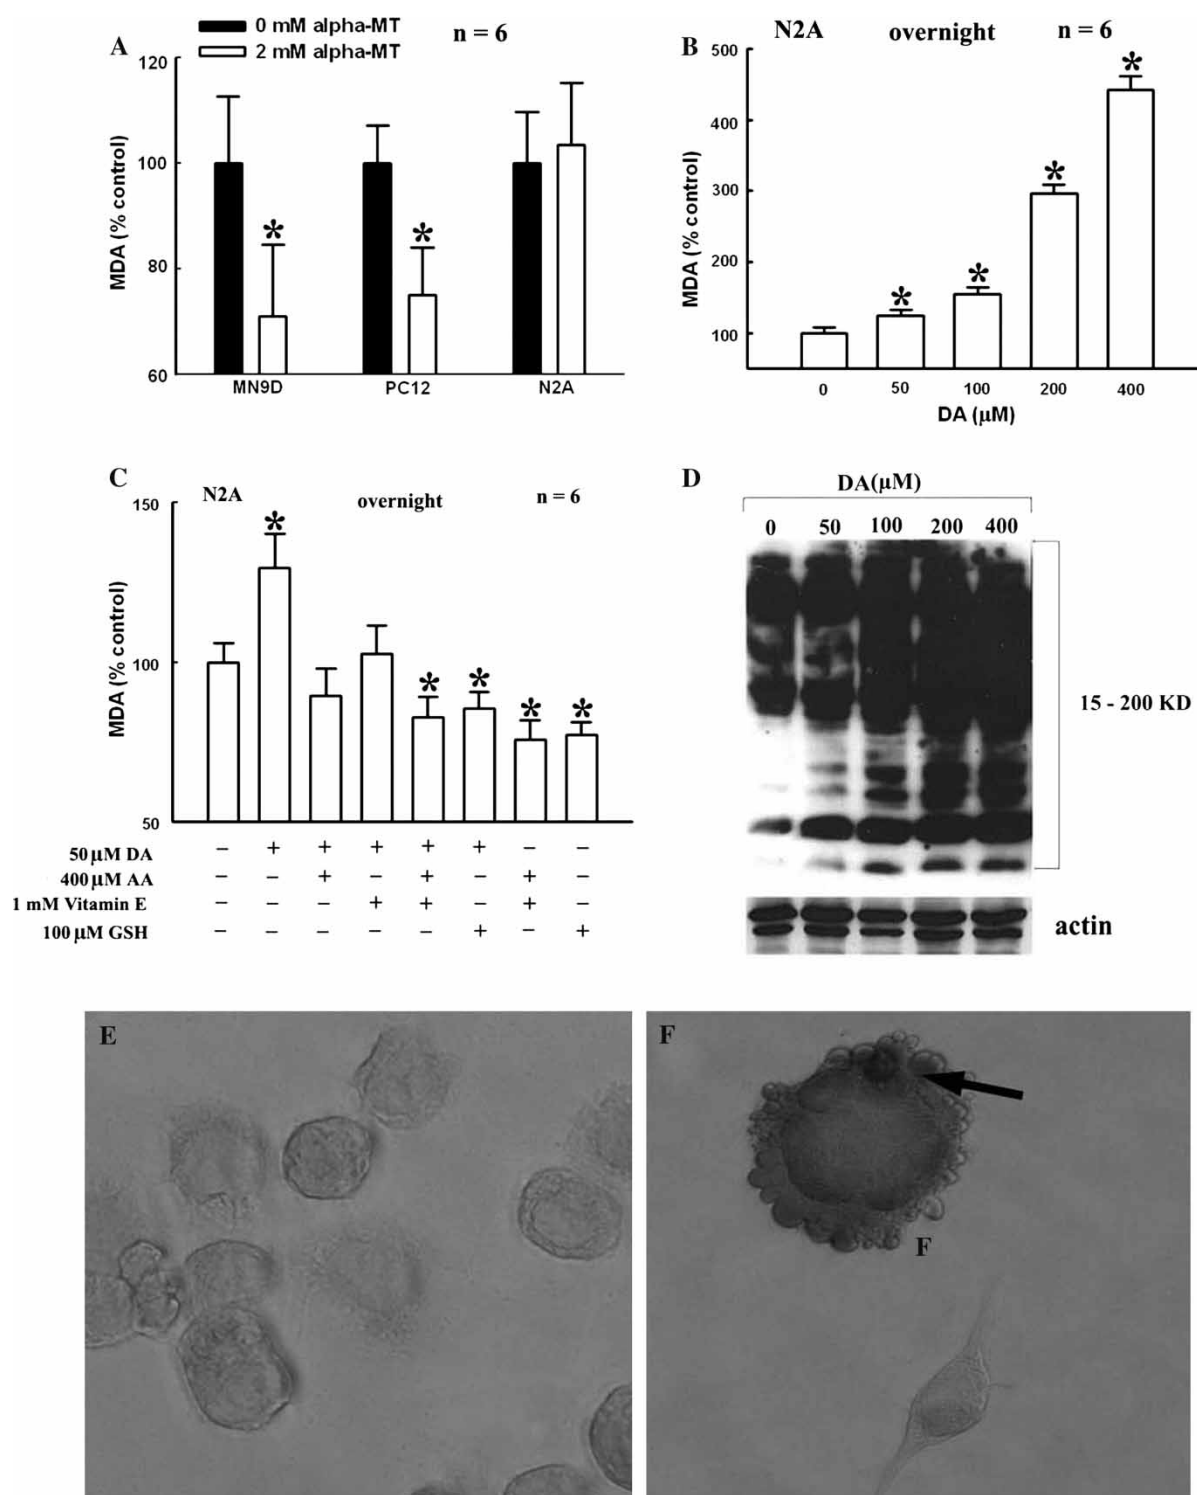 A
0 mM alpha-MT
2 mM alpha-MT
n = 6
120
100
80
60
MDA (% control)
MN9D PC12 N2A
*
*
B
N2A overnight n = 6
500
400
300
200
100
MDA (% control)
*
*
*
*
0 50 100 200 400
DA (µM)
C
N2A overnight n = 6
150
100
50
MDA (% control)
*
*
*
*
*
50 µM DA – + + + + + – –
400 µM AA – – + – + – + –
1 mM Vitamin E – – – + + – + –
100 µM GSH – – – – – + – +
D
DA(µM)
0 50 100 200 400
15 - 200 KD
actin
E
F
F